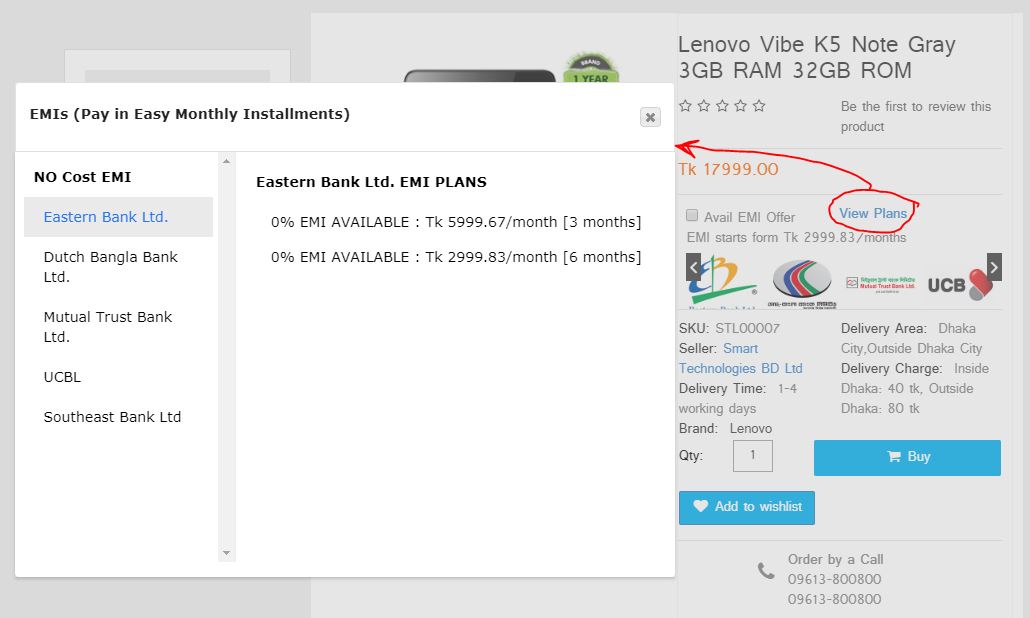 Lenovo Vibe K5 Note Gray
3GB RAM 32GB ROM
BRAND
1 YEAR
EMIs (Pay in Easy Monthly Installments)
Be the first to review this
product
NO Cost EMI
Eastern Bank Ltd.
Dutch Bangla Bank
Ltd.
Mutual Trust Bank
Ltd.
UCBL
Southeast Bank Ltd
Eastern Bank Ltd. EMI PLANS
0% EMI AVAILABLE : Tk 5999.67/month [3 months]
0% EMI AVAILABLE : Tk 2999.83/month [6 months]
Tk 17999.00
Avail EMI Offer
View Plans
EMI starts form Tk 2999.83/months
Mutual Trust Bank Ltd.
UCB
SKU: STL00007
Seller: Smart
Technologies BD Ltd
Delivery Time: 1-4
working days
Brand: Lenovo
Delivery Area: Dhaka
City,Outside Dhaka City
Delivery Charge: Inside
Dhaka: 40 tk, Outside
Dhaka: 80 tk
Qty: 1
Buy
Add to wishlist
Order by a Call
09613-800800
09613-800800